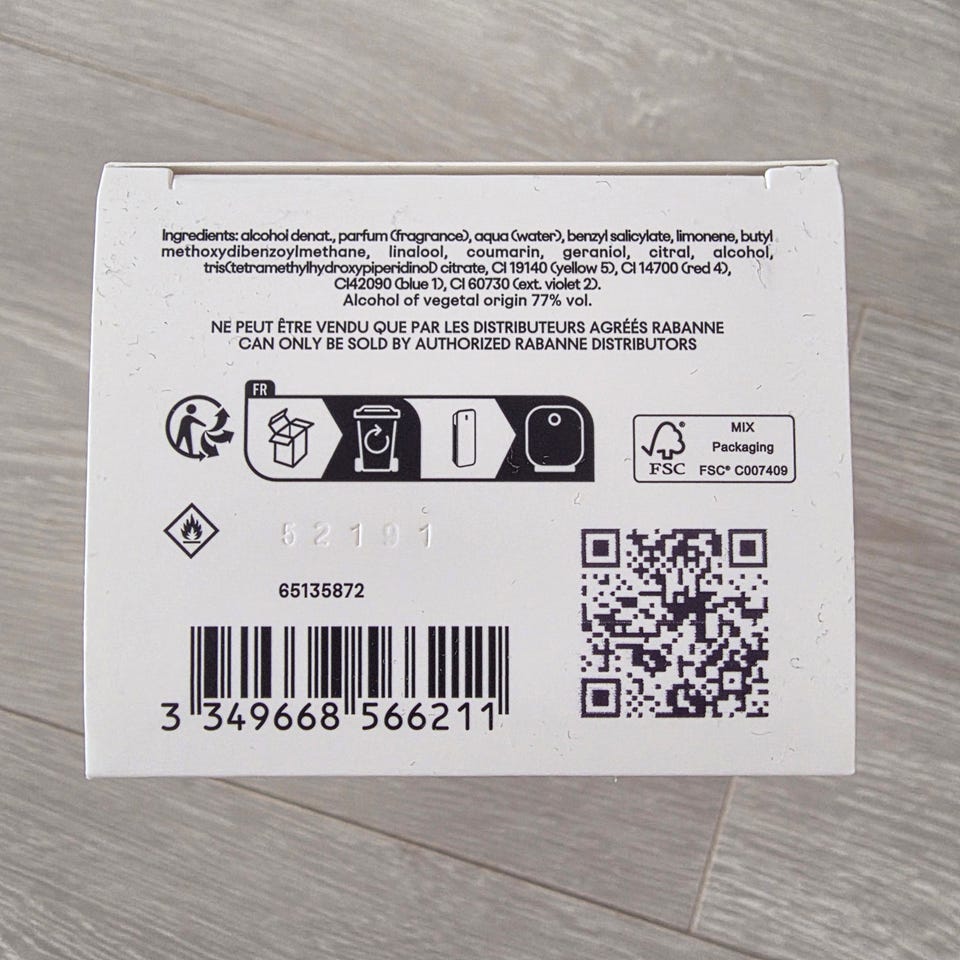 Ingredients: alcohol denat., parfum (fragrance), aqua (water), benzyl salicylate, limonene, butyl
methoxydibenzoylmethane, linalool, coumarin, geraniol, citral, alcohol,
tris(tetramethylhydroxypiperidinol) citrate, CI 19140 (yellow 5), CI 14700 (red 4),
CI42090 (blue 1), CI 60730 (ext. violet 2).
Alcohol of vegetal origin 77% vol.
NE PEUT ÊTRE VENDU QUE PAR LES DISTRIBUTEURS AGRÉÉS RABANNE
CAN ONLY BE SOLD BY AUTHORIZED RABANNE DISTRIBUTORS
FR
FSC
MIX
Packaging
FSC® C007409
52191
65135872
3 349668 566211